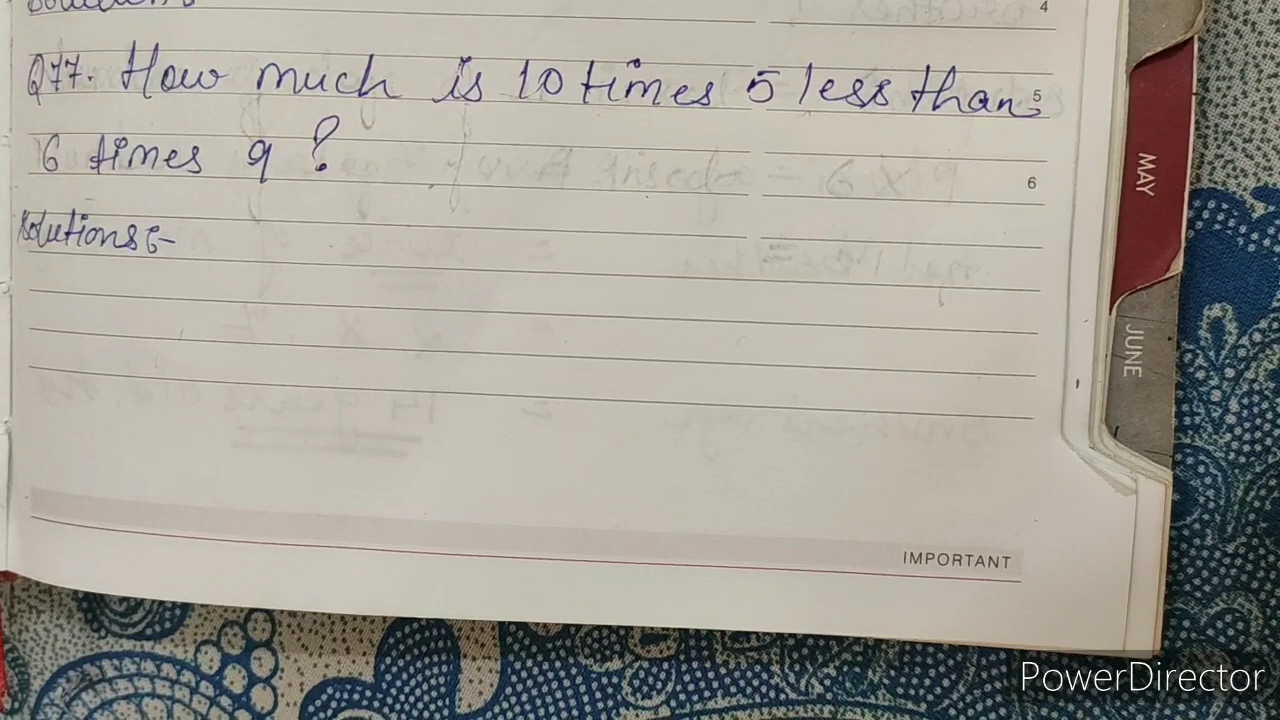 4
Q77. How much is 10 times 5 less than
5
6 times 9 ?
6
Solutions:-
MAY
JUNE
IMPORTANT
PowerDirector